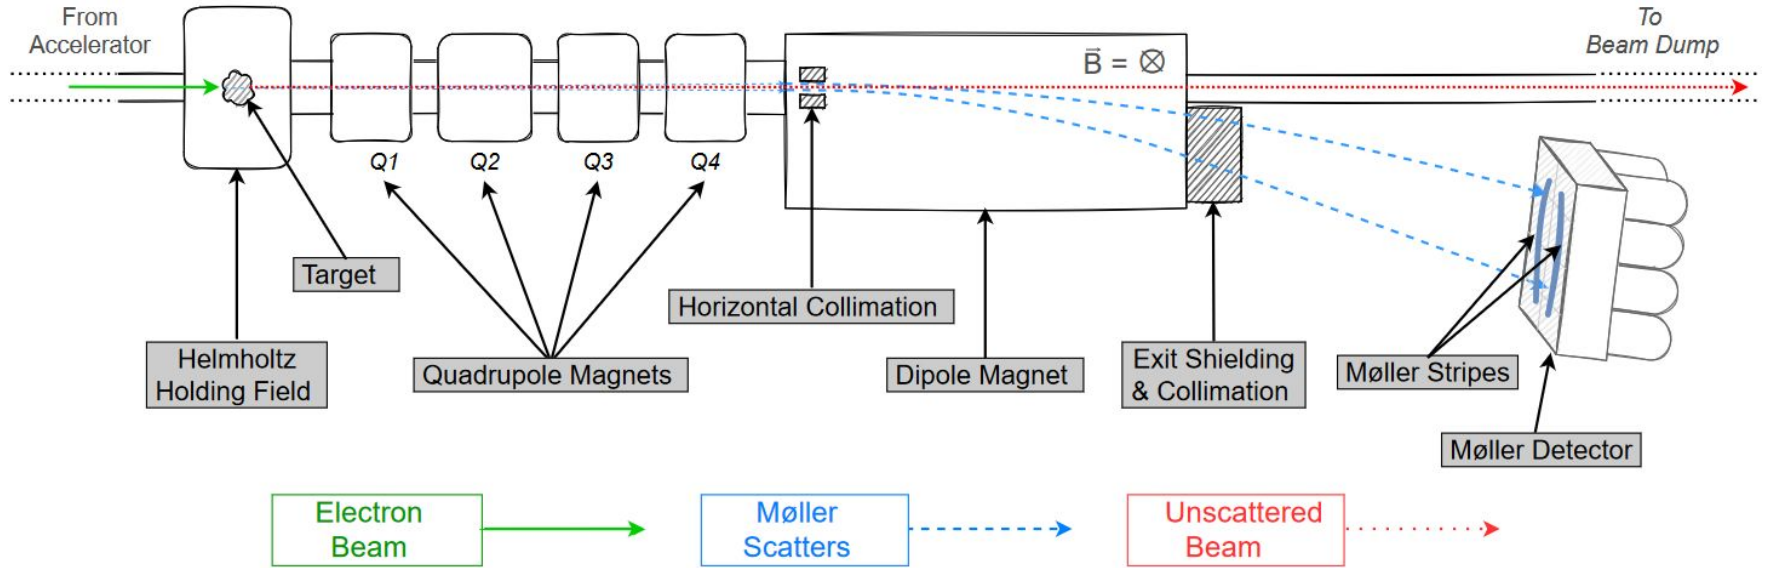 From
Accelerator
To
Beam Dump
B⃗ = ⊗
Q1
Q2
Q3
Q4
Target
Horizontal Collimation
Helmholtz
Holding Field
Quadrupole Magnets
Dipole Magnet
Exit Shielding
& Collimation
Møller Stripes
Møller Detector
Electron
Beam
Møller
Scatters
Unscattered
Beam